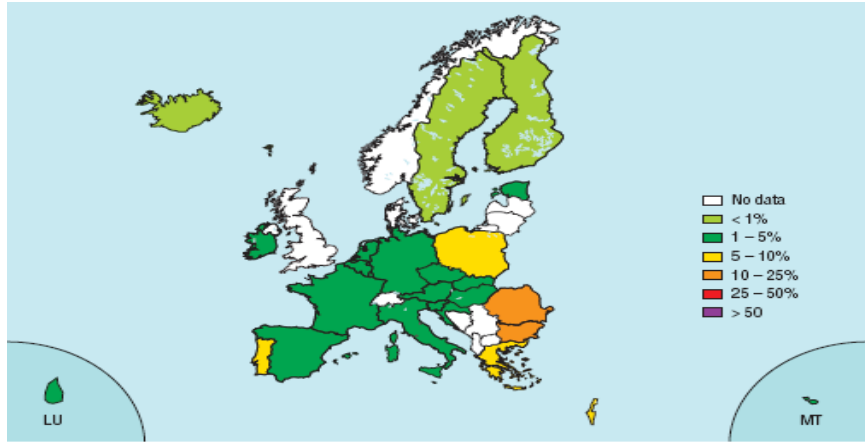 No data
< 1%
1 – 5%
5 – 10%
10 – 25%
25 – 50%
> 50
LU
MT